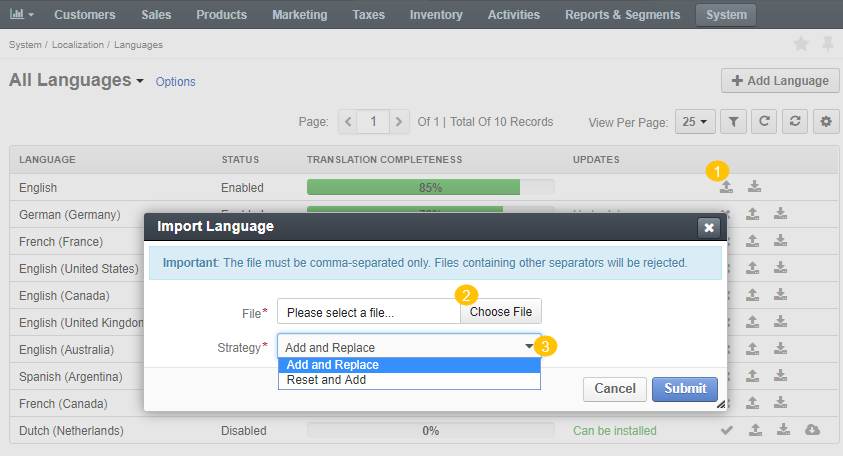 Customers Sales Products Marketing Taxes Inventory Activities Reports & Segments System
System / Localization / Languages
All Languages Options + Add Language
Page: 1 Of 1 | Total Of 10 Records View Per Page: 25
LANGUAGE STATUS TRANSLATION COMPLETENESS UPDATES
1
English Enabled 85%
German (Germany)
Import Language
French (France)
Important: The file must be comma-separated only. Files containing other separators will be rejected.
English (United States)
English (Canada)
2
File* Please select a file... Choose File
English (United Kingdom
Strategy* Add and Replace 3
English (Australia)
Add and Replace
Spanish (Argentina)
Reset and Add
Cancel Submit
French (Canada)
Dutch (Netherlands) Disabled 0% Can be installed